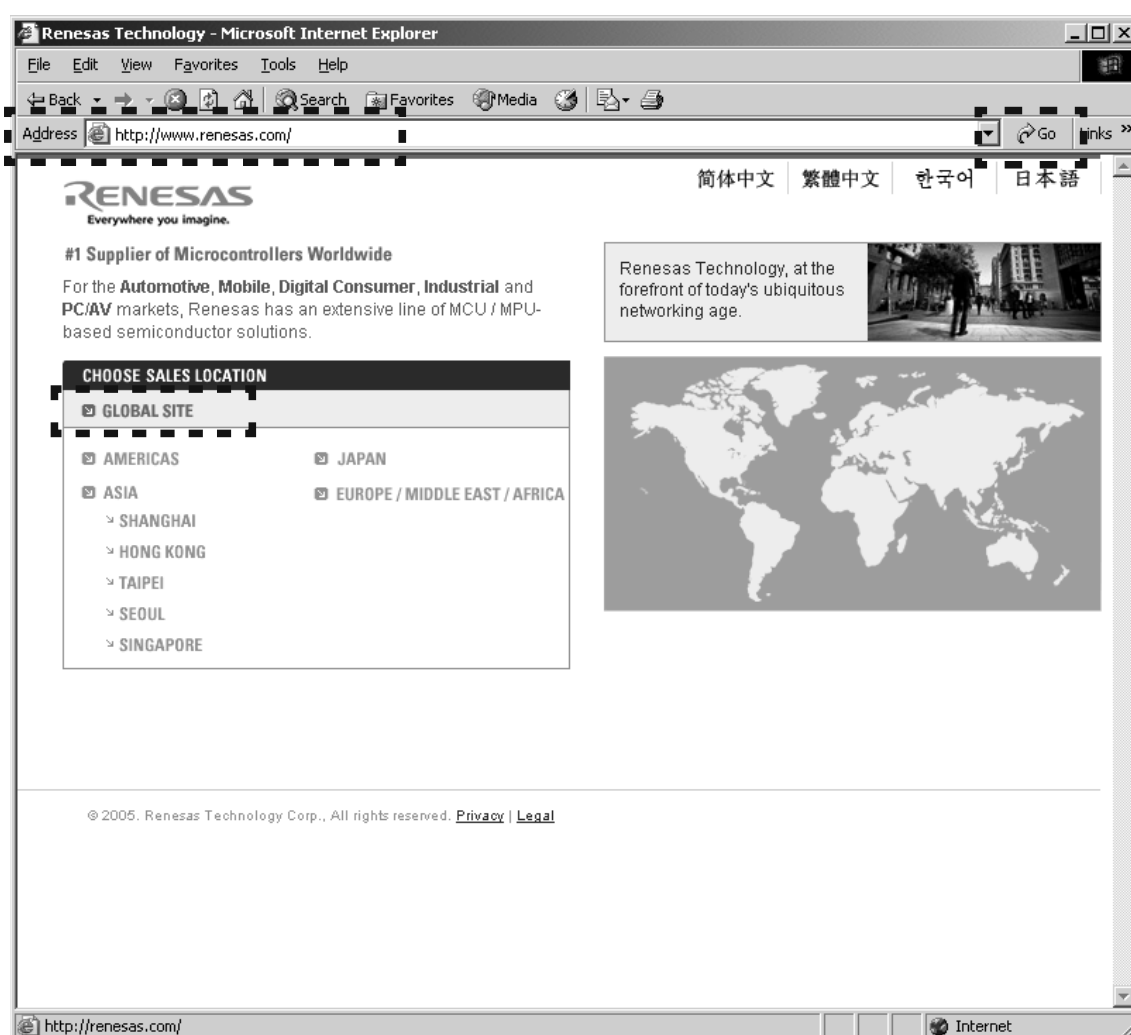 Renesas Technology - Microsoft Internet Explorer
File Edit View Favorites Tools Help
Back Search Favorites Media
Address http://www.renesas.com/ Go Links »
简体中文 繁體中文 한국어 日本語
RENESAS
Everywhere you imagine.
#1 Supplier of Microcontrollers Worldwide
For the Automotive, Mobile, Digital Consumer, Industrial and
PC/AV markets, Renesas has an extensive line of MCU / MPU-
based semiconductor solutions.
Renesas Technology, at the
forefront of today's ubiquitous
networking age.
CHOOSE SALES LOCATION
GLOBAL SITE
AMERICAS JAPAN
ASIA EUROPE / MIDDLE EAST / AFRICA
SHANGHAI
HONG KONG
TAIPEI
SEOUL
SINGAPORE
© 2005. Renesas Technology Corp., All rights reserved. Privacy | Legal
http://renesas.com/ Internet